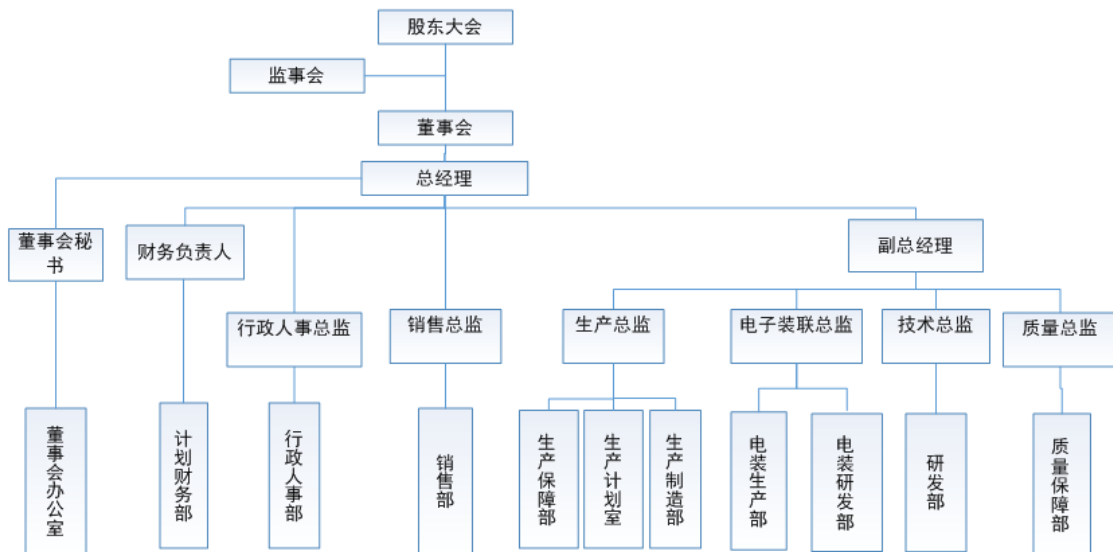 股东大会
监事会
董事会
总经理
董事会秘
书
财务负责人
副总经理
行政人事总监
销售总监
生产总监
电子装联总监
技术总监
质量总监
董事会办公室
计划财务部
行政人事部
销售部
生产保障部
生产计划室
生产制造部
电装生产部
电装研发部
研发部
质量保障部